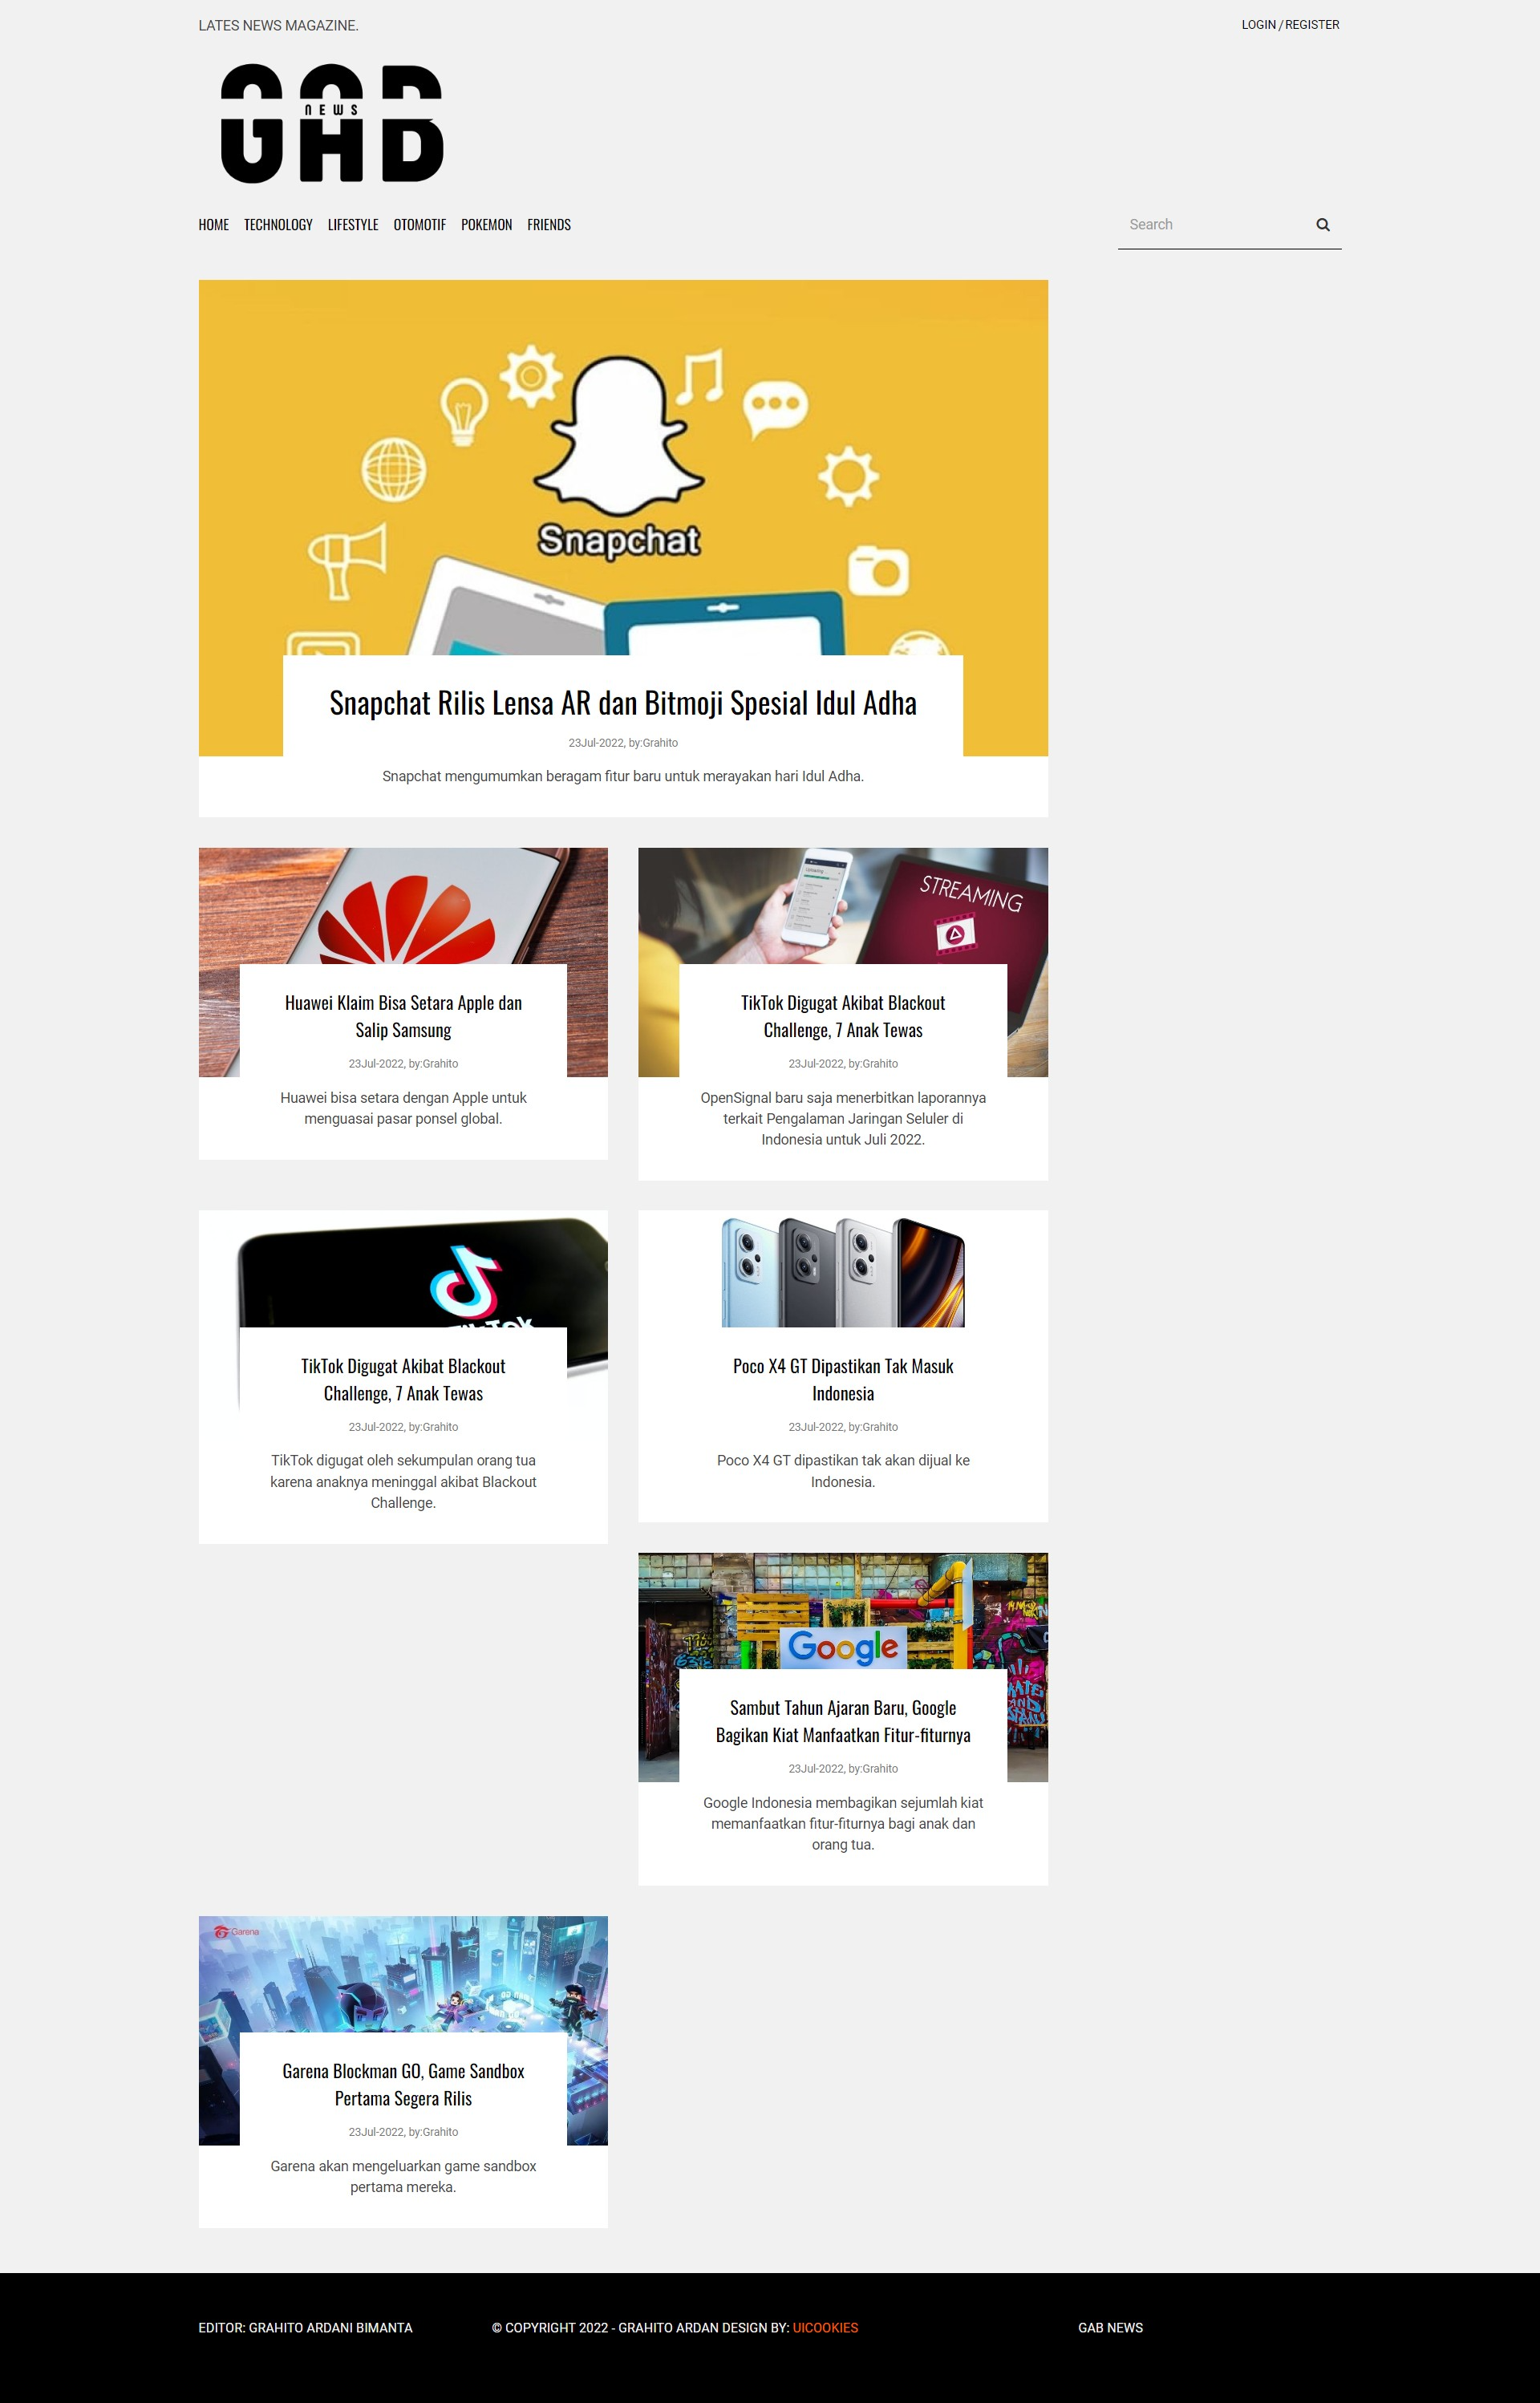 LATES NEWS MAGAZINE.
LOGIN / REGISTER
GAB
NEWS
HOME TECHNOLOGY LIFESTYLE OTOMOTIF POKEMON FRIENDS
Search
Snapchat
Snapchat Rilis Lensa AR dan Bitmoji Spesial Idul Adha
23Jul-2022, by:Grahito
Snapchat mengumumkan beragam fitur baru untuk merayakan hari Idul Adha.
Huawei Klaim Bisa Setara Apple dan
Salip Samsung
23Jul-2022, by:Grahito
Huawei bisa setara dengan Apple untuk
menguasai pasar ponsel global.
Uploading...
STREAMING
TikTok Digugat Akibat Blackout
Challenge, 7 Anak Tewas
23Jul-2022, by:Grahito
OpenSignal baru saja menerbitkan laporannya
terkait Pengalaman Jaringan Seluler di
Indonesia untuk Juli 2022.
TikTok
TikTok Digugat Akibat Blackout
Challenge, 7 Anak Tewas
23Jul-2022, by:Grahito
TikTok digugat oleh sekumpulan orang tua
karena anaknya meninggal akibat Blackout
Challenge.
Poco X4 GT Dipastikan Tak Masuk
Indonesia
23Jul-2022, by:Grahito
Poco X4 GT dipastikan tak akan dijual ke
Indonesia.
Google
Sambut Tahun Ajaran Baru, Google
Bagikan Kiat Manfaatkan Fitur-fiturnya
23Jul-2022, by:Grahito
Google Indonesia membagikan sejumlah kiat
memanfaatkan fitur-fiturnya bagi anak dan
orang tua.
Garena
Garena Blockman GO, Game Sandbox
Pertama Segera Rilis
23Jul-2022, by:Grahito
Garena akan mengeluarkan game sandbox
pertama mereka.
EDITOR: GRAHITO ARDANI BIMANTA
© COPYRIGHT 2022 - GRAHITO ARDAN DESIGN BY: UICOOKIES
GAB NEWS